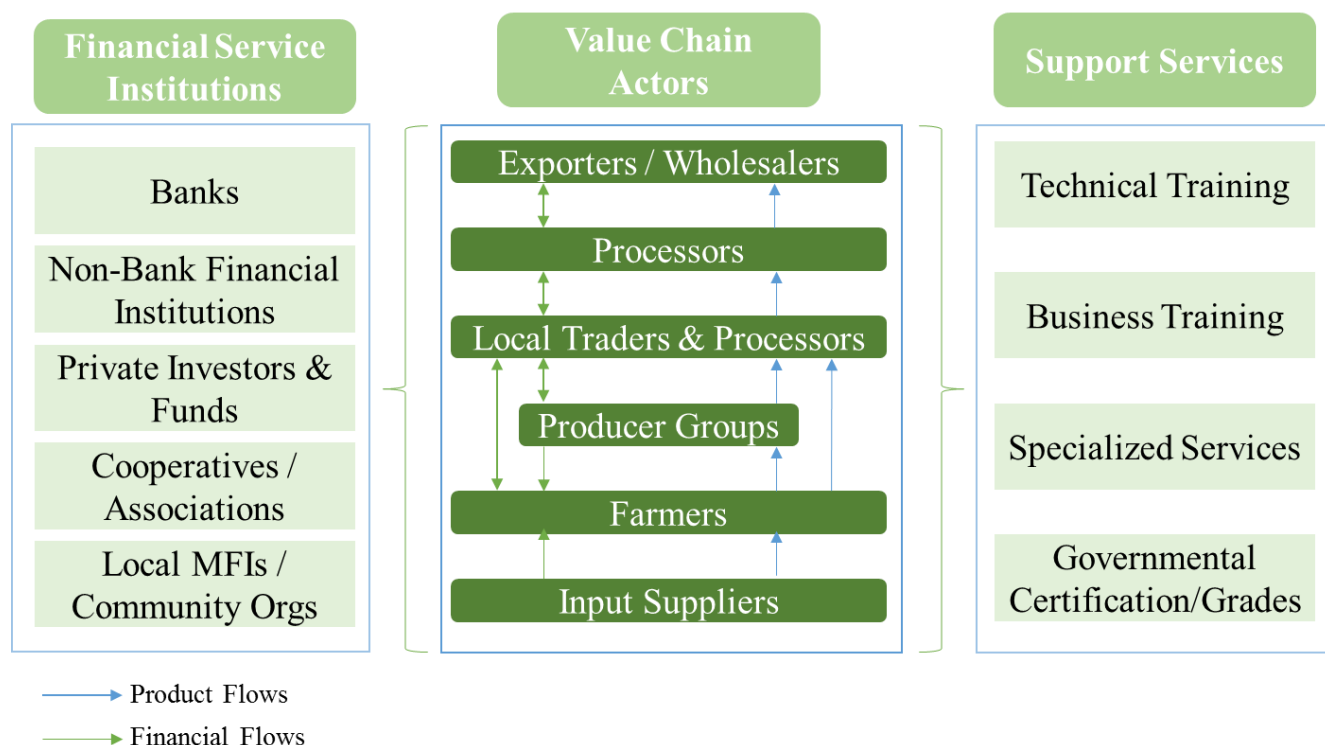 Financial Service
Institutions
Value Chain
Actors
Support Services
Banks
Non-Bank Financial
Institutions
Private Investors &
Funds
Cooperatives /
Associations
Local MFIs /
Community Orgs
Exporters / Wholesalers
Processors
Local Traders & Processors
Producer Groups
Farmers
Input Suppliers
Technical Training
Business Training
Specialized Services
Governmental
Certification/Grades
Product Flows
Financial Flows